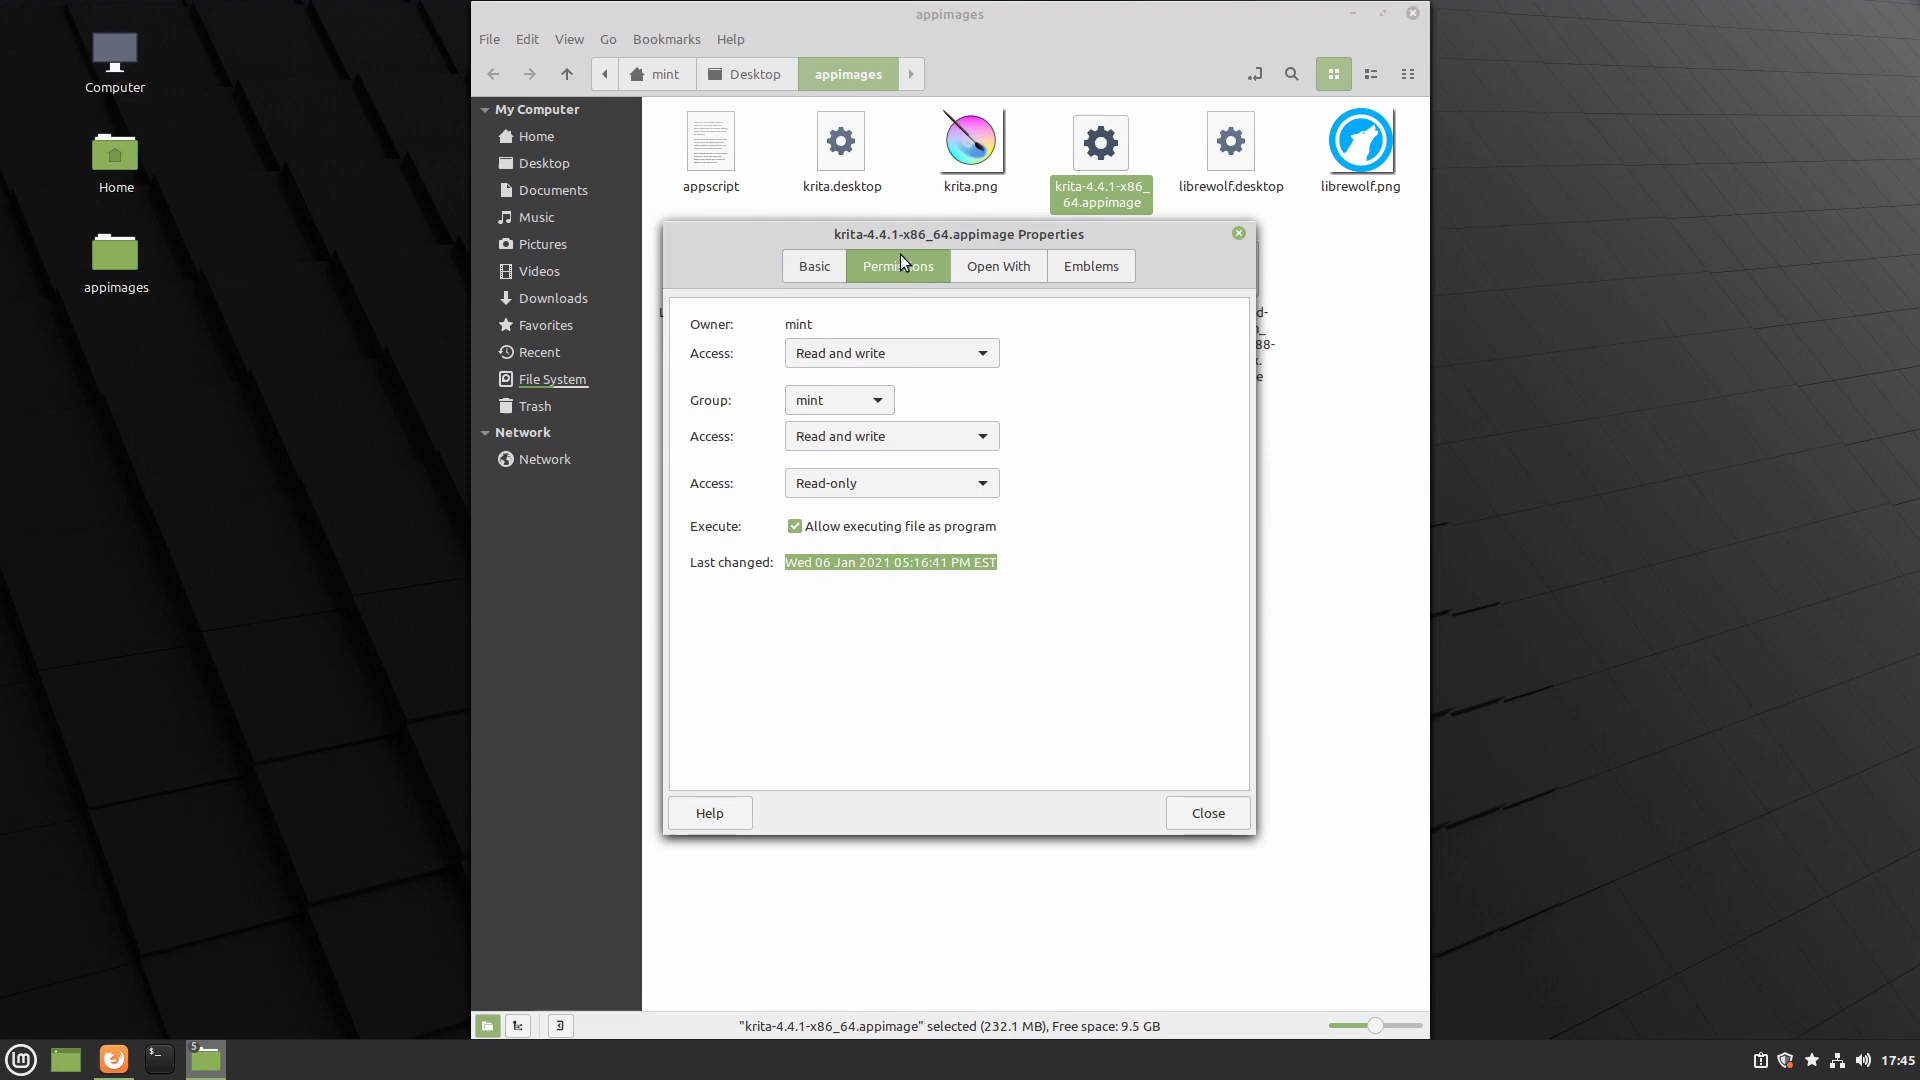 appimages
File Edit View Go Bookmarks Help
mint Desktop appimages
Computer
Home
appimages
My Computer
Home
Desktop
Documents
Music
Pictures
Videos
Downloads
Favorites
Recent
File System
Trash
Network
Network
appscript
krita.desktop
krita.png
krita-4.4.1-x86_
64.appimage
librewolf.desktop
librewolf.png
krita-4.4.1-x86_64.appimage Properties
Basic Permissions Open With Emblems
Owner: mint
Access: Read and write
Group: mint
Access: Read and write
Access: Read-only
Execute: Allow executing file as program
Last changed: Wed 06 Jan 2021 05:16:41 PM EST
Help Close
d-
88-
"krita-4.4.1-x86_64.appimage" selected (232.1 MB), Free space: 9.5 GB
5
17:45